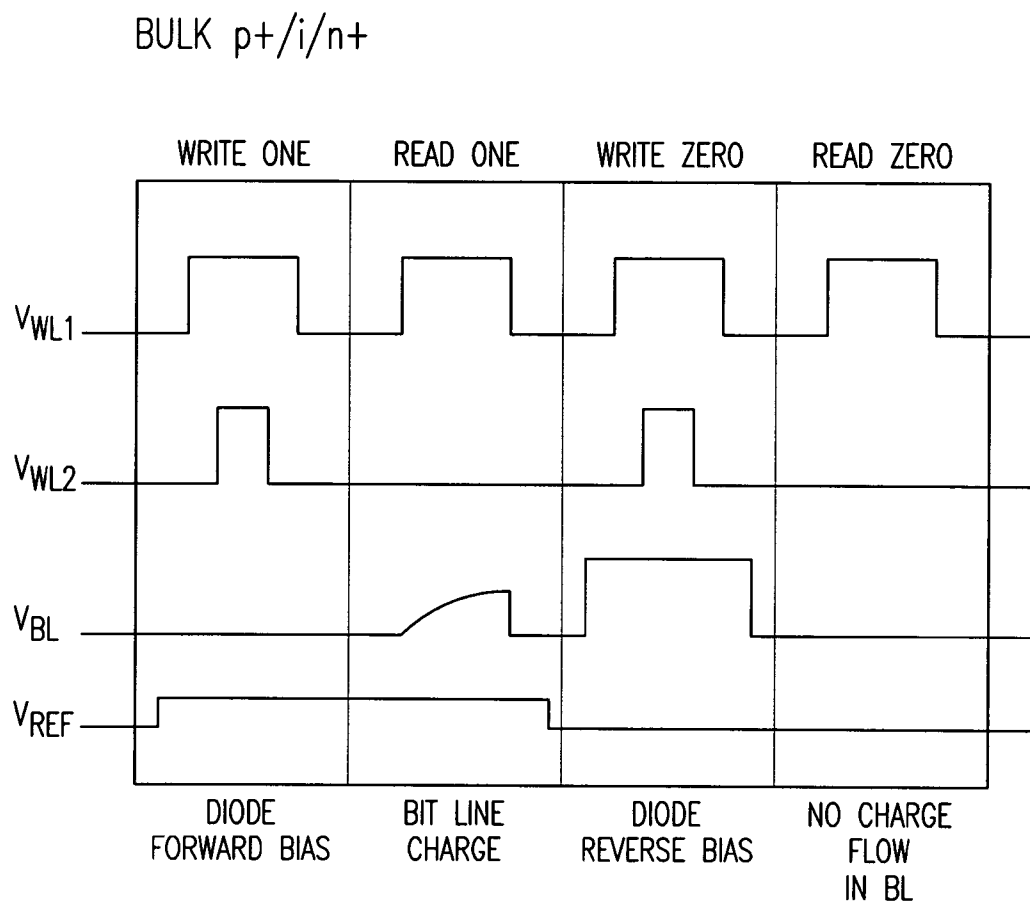 BULK p+/i/n+
WRITE ONE READ ONE WRITE ZERO READ ZERO
VWL1
VWL2
VBL
VREF
DIODE
FORWARD BIAS
BIT LINE
CHARGE
DIODE
REVERSE BIAS
NO CHARGE
FLOW
IN BL